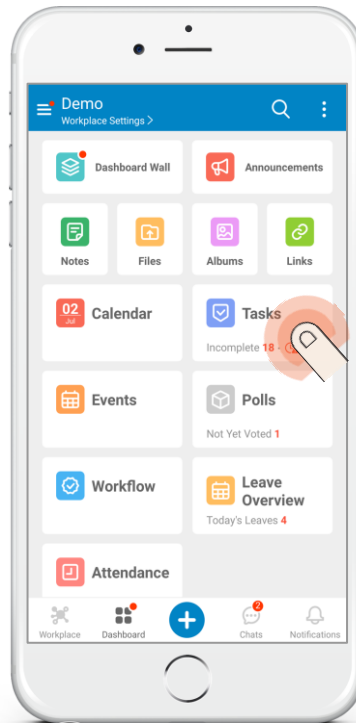 Demo
Workplace Settings >
Dashboard Wall
Announcements
Notes
Files
Albums
Links
02
Jul
Calendar
Tasks
Incomplete 18 -
Events
Polls
Not Yet Voted 1
Workflow
Leave
Overview
Today's Leaves 4
Attendance
Workplace
Dashboard
2
Chats
Notifications